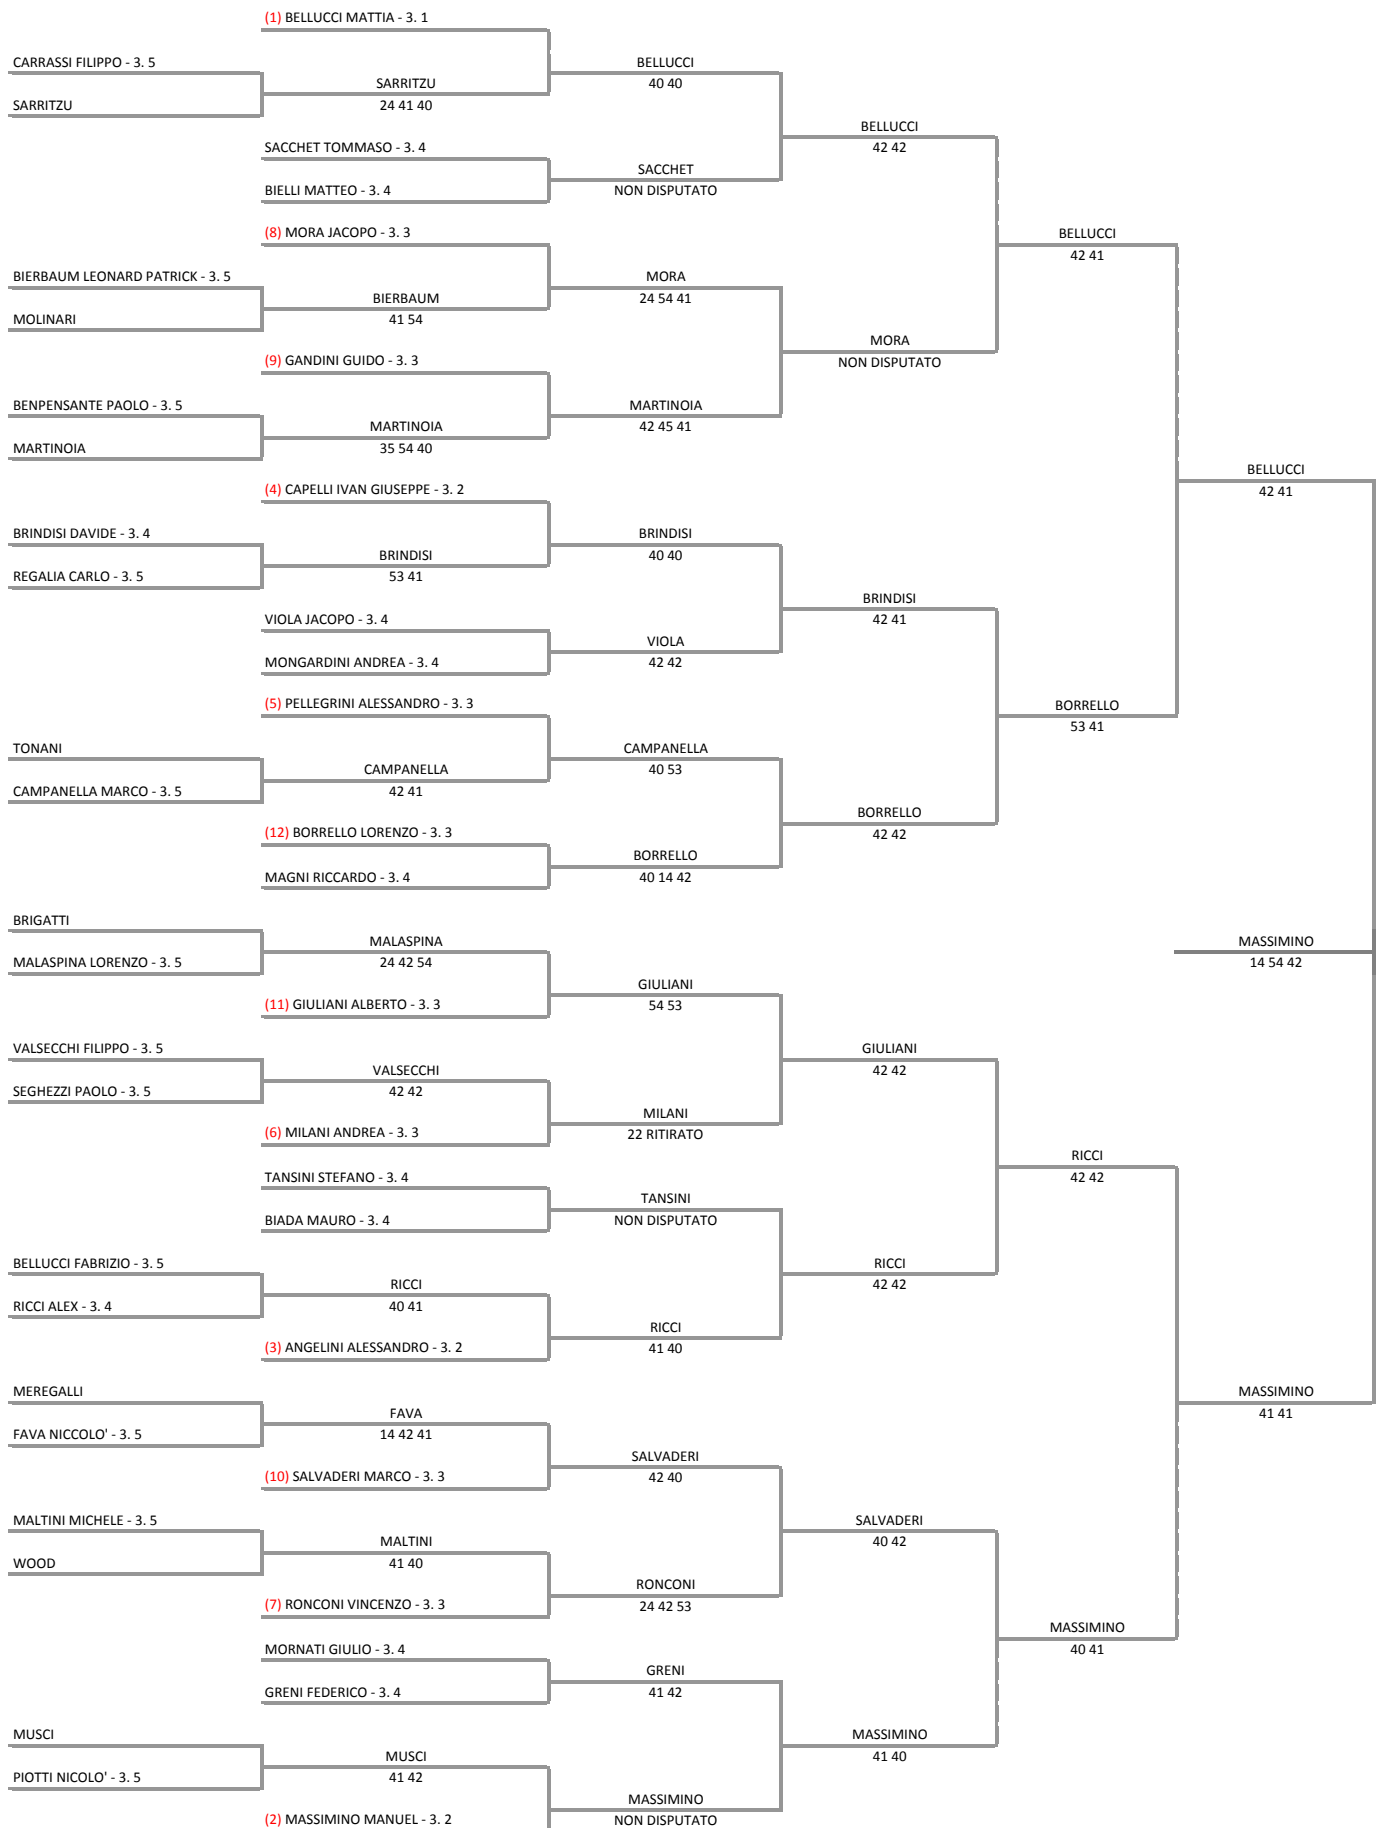 (1) BELLUCCI MATTIA - 3. 1
CARRASSI FILIPPO - 3. 5
BELLUCCI
SARRITZU
40 40
SARRITZU
24 41 40
BELLUCCI
SACCHET TOMMASO - 3. 4
42 42
SACCHET
BIELLI MATTEO - 3. 4
NON DISPUTATO
(8) MORA JACOPO - 3. 3
BELLUCCI
42 41
BIERBAUM LEONARD PATRICK - 3. 5
MORA
BIERBAUM
24 54 41
MOLINARI
41 54
MORA
(9) GANDINI GUIDO - 3. 3
NON DISPUTATO
BENPENSANTE PAOLO - 3. 5
MARTINOIA
MARTINOIA
42 45 41
MARTINOIA
35 54 40
BELLUCCI
(4) CAPELLI IVAN GIUSEPPE - 3. 2
42 41
BRINDISI DAVIDE - 3. 4
BRINDISI
BRINDISI
40 40
REGALIA CARLO - 3. 5
53 41
BRINDISI
VIOLA JACOPO - 3. 4
42 41
VIOLA
MONGARDINI ANDREA - 3. 4
42 42
(5) PELLEGRINI ALESSANDRO - 3. 3
BORRELLO
53 41
TONANI
CAMPANELLA
CAMPANELLA
40 53
CAMPANELLA MARCO - 3. 5
42 41
BORRELLO
(12) BORRELLO LORENZO - 3. 3
42 42
BORRELLO
MAGNI RICCARDO - 3. 4
40 14 42
BRIGATTI
MALASPINA
MASSIMINO
MALASPINA LORENZO - 3. 5
24 42 54
14 54 42
GIULIANI
(11) GIULIANI ALBERTO - 3. 3
54 53
VALSECCHI FILIPPO - 3. 5
GIULIANI
VALSECCHI
42 42
SEGHEZZI PAOLO - 3. 5
42 42
MILANI
(6) MILANI ANDREA - 3. 3
22 RITIRATO
RICCI
TANSINI STEFANO - 3. 4
42 42
TANSINI
BIADA MAURO - 3. 4
NON DISPUTATO
BELLUCCI FABRIZIO - 3. 5
RICCI
RICCI
42 42
RICCI ALEX - 3. 4
40 41
RICCI
(3) ANGELINI ALESSANDRO - 3. 2
41 40
MEREGALLI
MASSIMINO
FAVA
41 41
FAVA NICCOLO' - 3. 5
14 42 41
SALVADERI
(10) SALVADERI MARCO - 3. 3
42 40
MALTINI MICHELE - 3. 5
SALVADERI
MALTINI
40 42
WOOD
41 40
RONCONI
(7) RONCONI VINCENZO - 3. 3
24 42 53
MASSIMINO
MORNATI GIULIO - 3. 4
40 41
GRENI
GRENI FEDERICO - 3. 4
41 42
MUSCI
MASSIMINO
MUSCI
41 40
PIOTTI NICOLO' - 3. 5
41 42
MASSIMINO
(2) MASSIMINO MANUEL - 3. 2
NON DISPUTATO